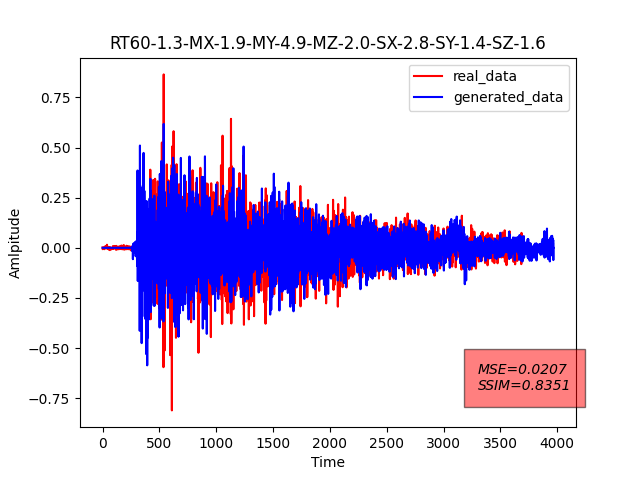 RT60-1.3-MX-1.9-MY-4.9-MZ-2.0-SX-2.8-SY-1.4-SZ-1.6
real_data
generated_data
0.75
0.50
0.25
0.00
−0.25
−0.50
−0.75
Amlpitude
MSE=0.0207
SSIM=0.8351
0 500 1000 1500 2000 2500 3000 3500 4000
Time